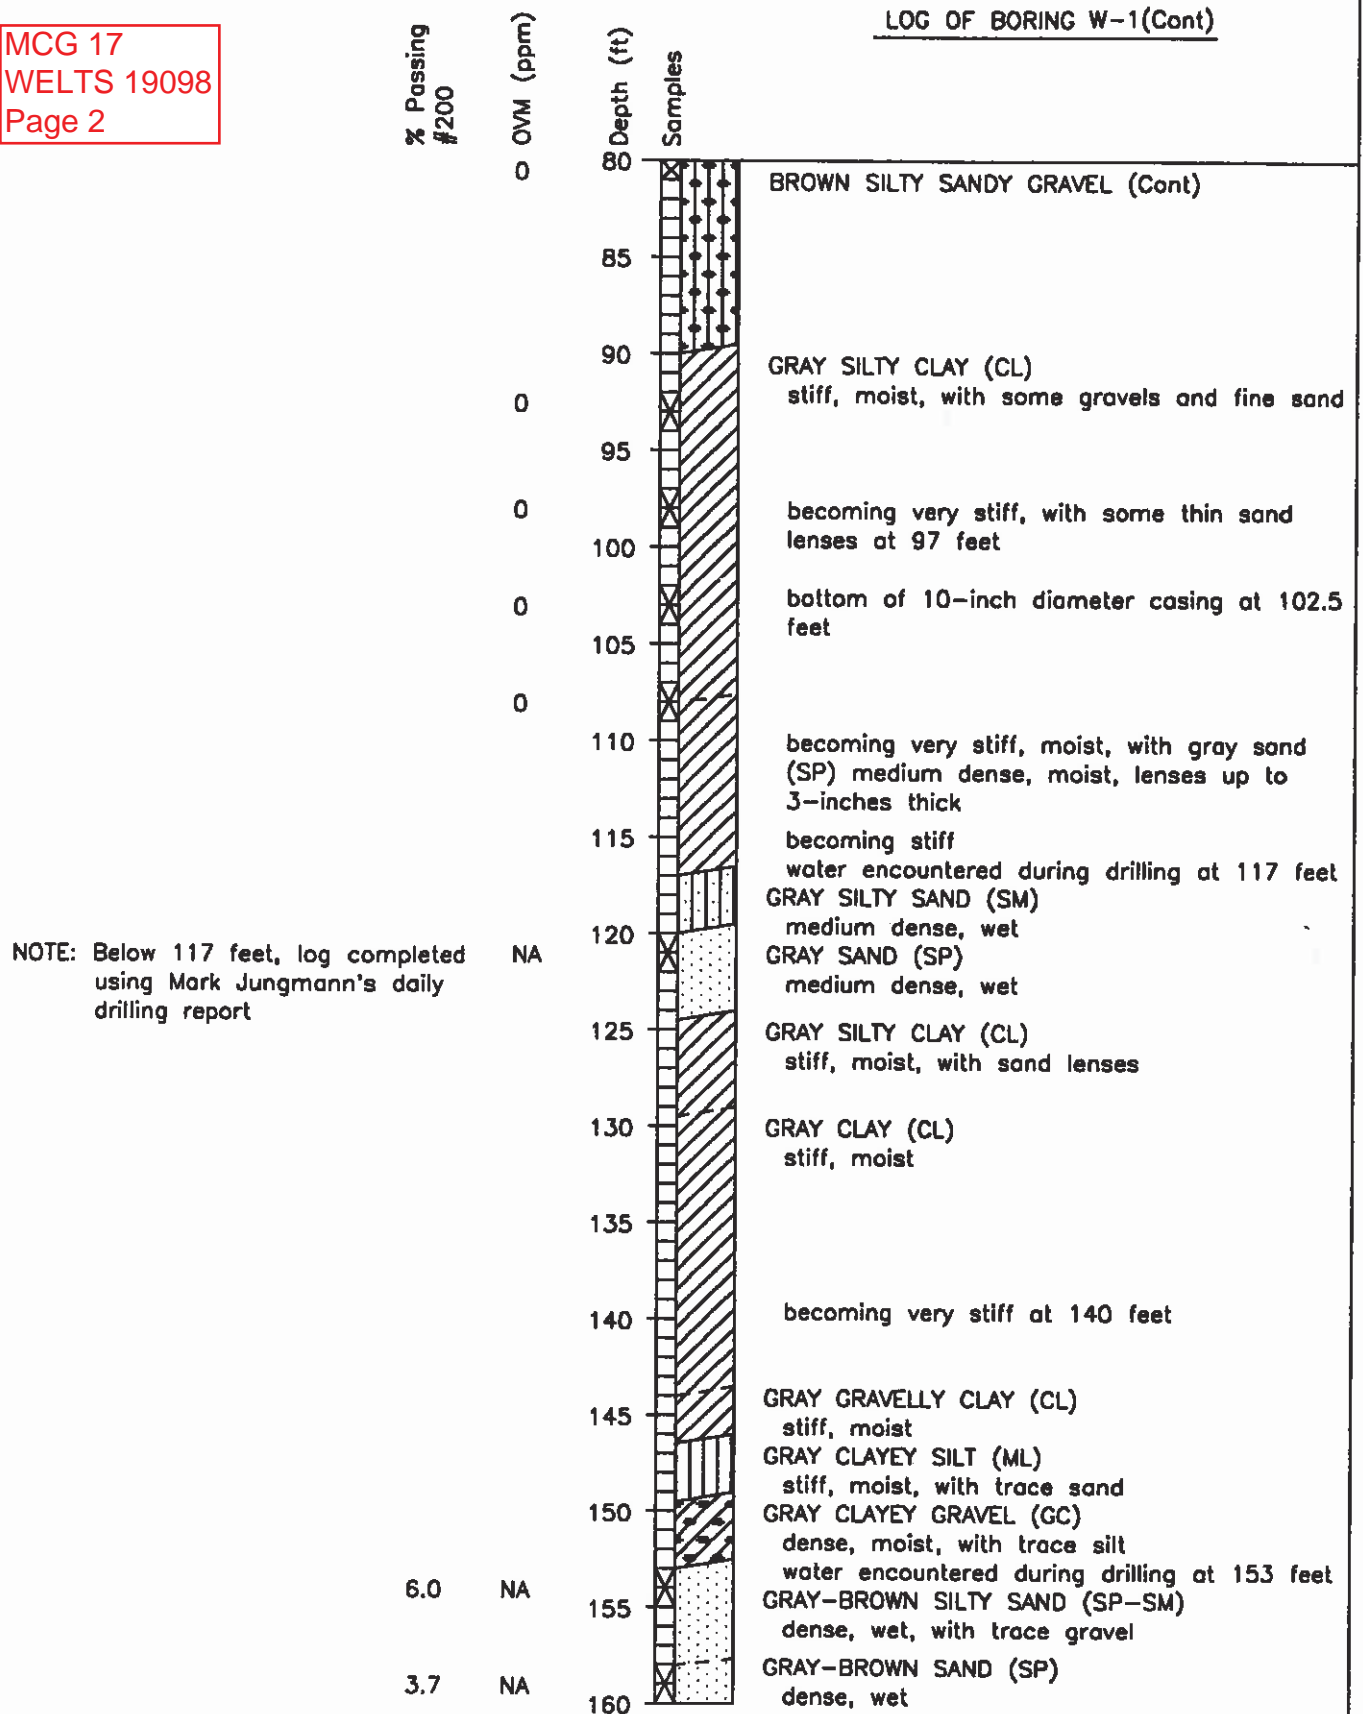 LOG OF BORING W-1(Cont)
MCG 17
WELTS 19098
Page 2
% Passing
#200
OVM (ppm)
Depth (ft)
Samples
0
80
BROWN SILTY SANDY GRAVEL (Cont)
85
90
GRAY SILTY CLAY (CL)
0
stiff, moist, with some gravels and fine sand
95
0
becoming very stiff, with some thin sand
lenses at 97 feet
100
0
bottom of 10-inch diameter casing at 102.5
feet
105
0
110
becoming very stiff, moist, with gray sand
(SP) medium dense, moist, lenses up to
3-inches thick
115
becoming stiff
water encountered during drilling at 117 feet
GRAY SILTY SAND (SM)
medium dense, wet
120
NOTE: Below 117 feet, log completed
using Mark Jungmann's daily
drilling report
NA
GRAY SAND (SP)
medium dense, wet
125
GRAY SILTY CLAY (CL)
stiff, moist, with sand lenses
130
GRAY CLAY (CL)
stiff, moist
135
140
becoming very stiff at 140 feet
GRAY GRAVELLY CLAY (CL)
145
stiff, moist
GRAY CLAYEY SILT (ML)
stiff, moist, with trace sand
150
GRAY CLAYEY GRAVEL (GC)
dense, moist, with trace silt
water encountered during drilling at 153 feet
6.0
NA
155
GRAY-BROWN SILTY SAND (SP-SM)
dense, wet, with trace gravel
3.7
NA
GRAY-BROWN SAND (SP)
160
dense, wet